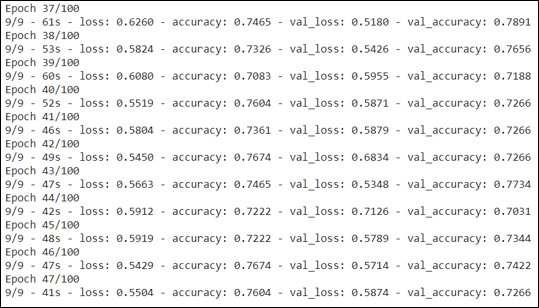 Epoch 37/100
9/9 - 61s - loss: 0.6260 - accuracy: 0.7465 - val_loss: 0.5180 - val_accuracy: 0.7891
Epoch 38/100
9/9 - 53s - loss: 0.5824 - accuracy: 0.7326 - val_loss: 0.5426 - val_accuracy: 0.7656
Epoch 39/100
9/9 - 60s - loss: 0.6080 - accuracy: 0.7083 - val_loss: 0.5955 - val_accuracy: 0.7188
Epoch 40/100
9/9 - 52s - loss: 0.5519 - accuracy: 0.7604 - val_loss: 0.5871 - val_accuracy: 0.7266
Epoch 41/100
9/9 - 46s - loss: 0.5804 - accuracy: 0.7361 - val_loss: 0.5879 - val_accuracy: 0.7266
Epoch 42/100
9/9 - 49s - loss: 0.5450 - accuracy: 0.7674 - val_loss: 0.6834 - val_accuracy: 0.7266
Epoch 43/100
9/9 - 47s - loss: 0.5663 - accuracy: 0.7465 - val_loss: 0.5348 - val_accuracy: 0.7734
Epoch 44/100
9/9 - 42s - loss: 0.5912 - accuracy: 0.7222 - val_loss: 0.7126 - val_accuracy: 0.7031
Epoch 45/100
9/9 - 48s - loss: 0.5919 - accuracy: 0.7222 - val_loss: 0.5789 - val_accuracy: 0.7344
Epoch 46/100
9/9 - 47s - loss: 0.5429 - accuracy: 0.7674 - val_loss: 0.5714 - val_accuracy: 0.7422
Epoch 47/100
9/9 - 41s - loss: 0.5504 - accuracy: 0.7604 - val_loss: 0.5874 - val_accuracy: 0.7266